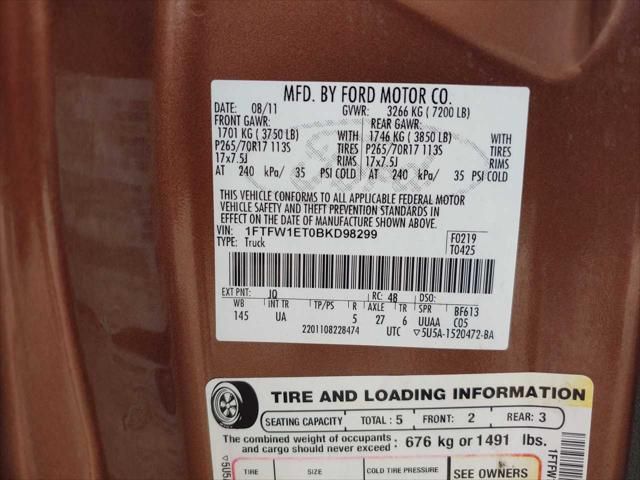 MFD. BY FORD MOTOR CO.
DATE: 08/11 GVWR: 3266 KG ( 7200 LB)
FRONT GAWR: REAR GAWR:
1701 KG ( 3750 LB) WITH 1746 KG ( 3850 LB) WITH
P265/70R17 113S TIRES P265/70R17 113S TIRES
17x7.5J RIMS 17x7.5J RIMS
AT 240 kPa/ 35 PSI COLD AT 240 kPa/ 35 PSI COLD
THIS VEHICLE CONFORMS TO ALL APPLICABLE FEDERAL MOTOR
VEHICLE SAFETY AND THEFT PREVENTION STANDARDS IN
EFFECT ON THE DATE OF MANUFACTURE SHOWN ABOVE.
VIN: 1FTFW1ET0BKD98299
TYPE: Truck
F0219
T0425
EXT PNT: JQ RC: 48 DSO:
WB INT TR TP/PS R AXLE TR SPR BF613
145 UA 5 27 6 UUAA C05
2201108228474 UTC ▽5U5A-1520472-BA
TIRE AND LOADING INFORMATION
SEATING CAPACITY TOTAL : 5 FRONT: 2 REAR: 3
The combined weight of occupants and cargo should never exceed: 676 kg or 1491 lbs.
TIRE SIZE COLD TIRE PRESSURE SEE OWNERS
▽5U5
1FTFW